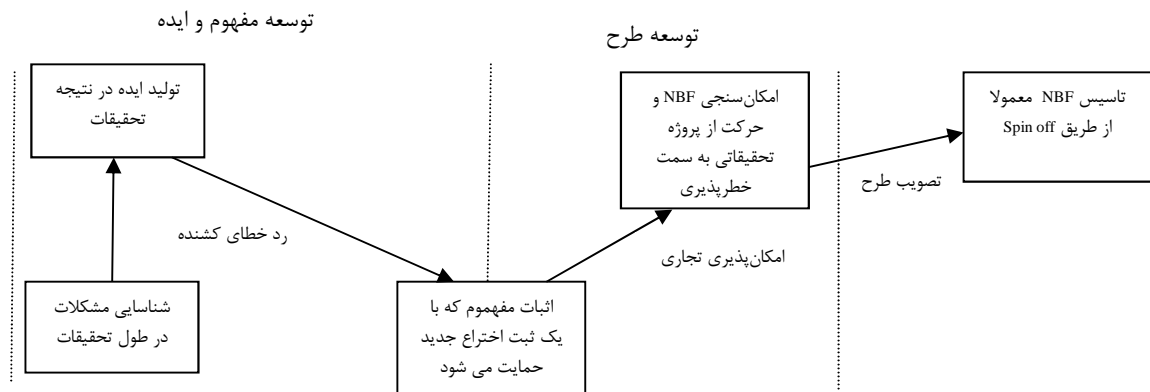 توسعه مفهوم و ایده
توسعه طرح
تولید ایده در نتیجه
تحقیقات
امکان‌سنجی NBF و
حرکت از پروژه
تحقیقاتی به سمت
خطرپذیری
تاسیس NBF معمولا
از طریق Spin off
تصویب طرح
رد خطای کشنده
امکان‌پذیری تجاری
شناسایی مشکلات
در طول تحقیقات
اثبات مفهموم که با
یک ثبت اختراع جدید
حمایت می شود